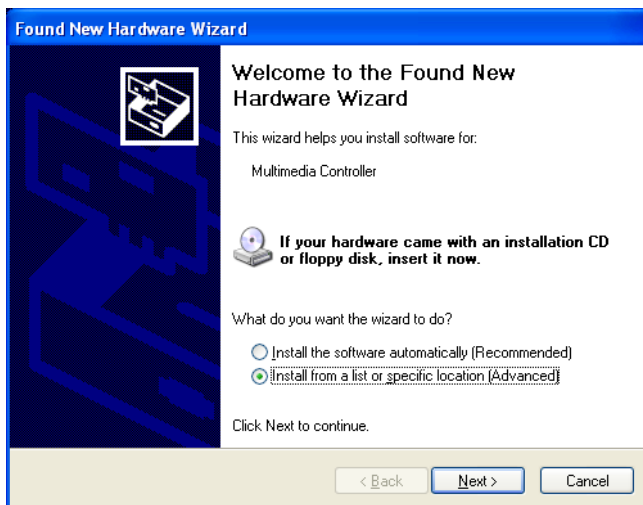 Found New Hardware Wizard
Welcome to the Found New
Hardware Wizard
This wizard helps you install software for:
Multimedia Controller
If your hardware came with an installation CD
or floppy disk, insert it now.
What do you want the wizard to do?
Install the software automatically (Recommended)
Install from a list or specific location (Advanced)
Click Next to continue.
< Back Next > Cancel